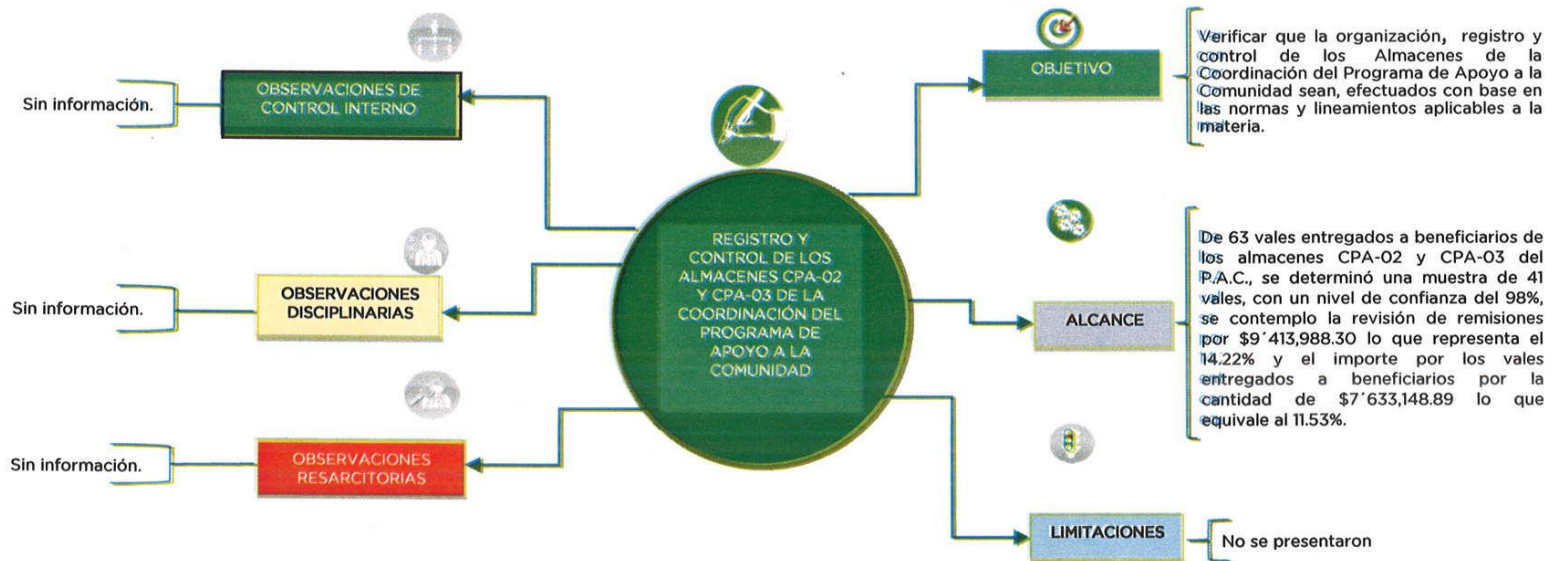 OBSERVACIONES DE
CONTROL INTERNO
Sin información.
OBSERVACIONES
DISCIPLINARIAS
Sin información.
OBSERVACIONES
RESARCITORIAS
Sin información.
REGISTRO Y
CONTROL DE LOS
ALMACENES CPA-02
Y CPA-03 DE LA
COORDINACIÓN DEL
PROGRAMA DE
APOYO A LA
COMUNIDAD
OBJETIVO
Verificar que la organización, registro y
control de los Almacenes de la
Coordinación del Programa de Apoyo a la
Comunidad sean, efectuados con base en
las normas y lineamientos aplicables a la
materia.
ALCANCE
De 63 vales entregados a beneficiarios de
los almacenes CPA-02 y CPA-03 del
P.A.C., se determinó una muestra de 41
vales, con un nivel de confianza del 98%,
se contemplo la revisión de remisiones
por $9´413,988.30 lo que representa el
14.22% y el importe por los vales
entregados a beneficiarios por la
cantidad de $7´633,148.89 lo que
equivale al 11.53%.
LIMITACIONES
No se presentaron